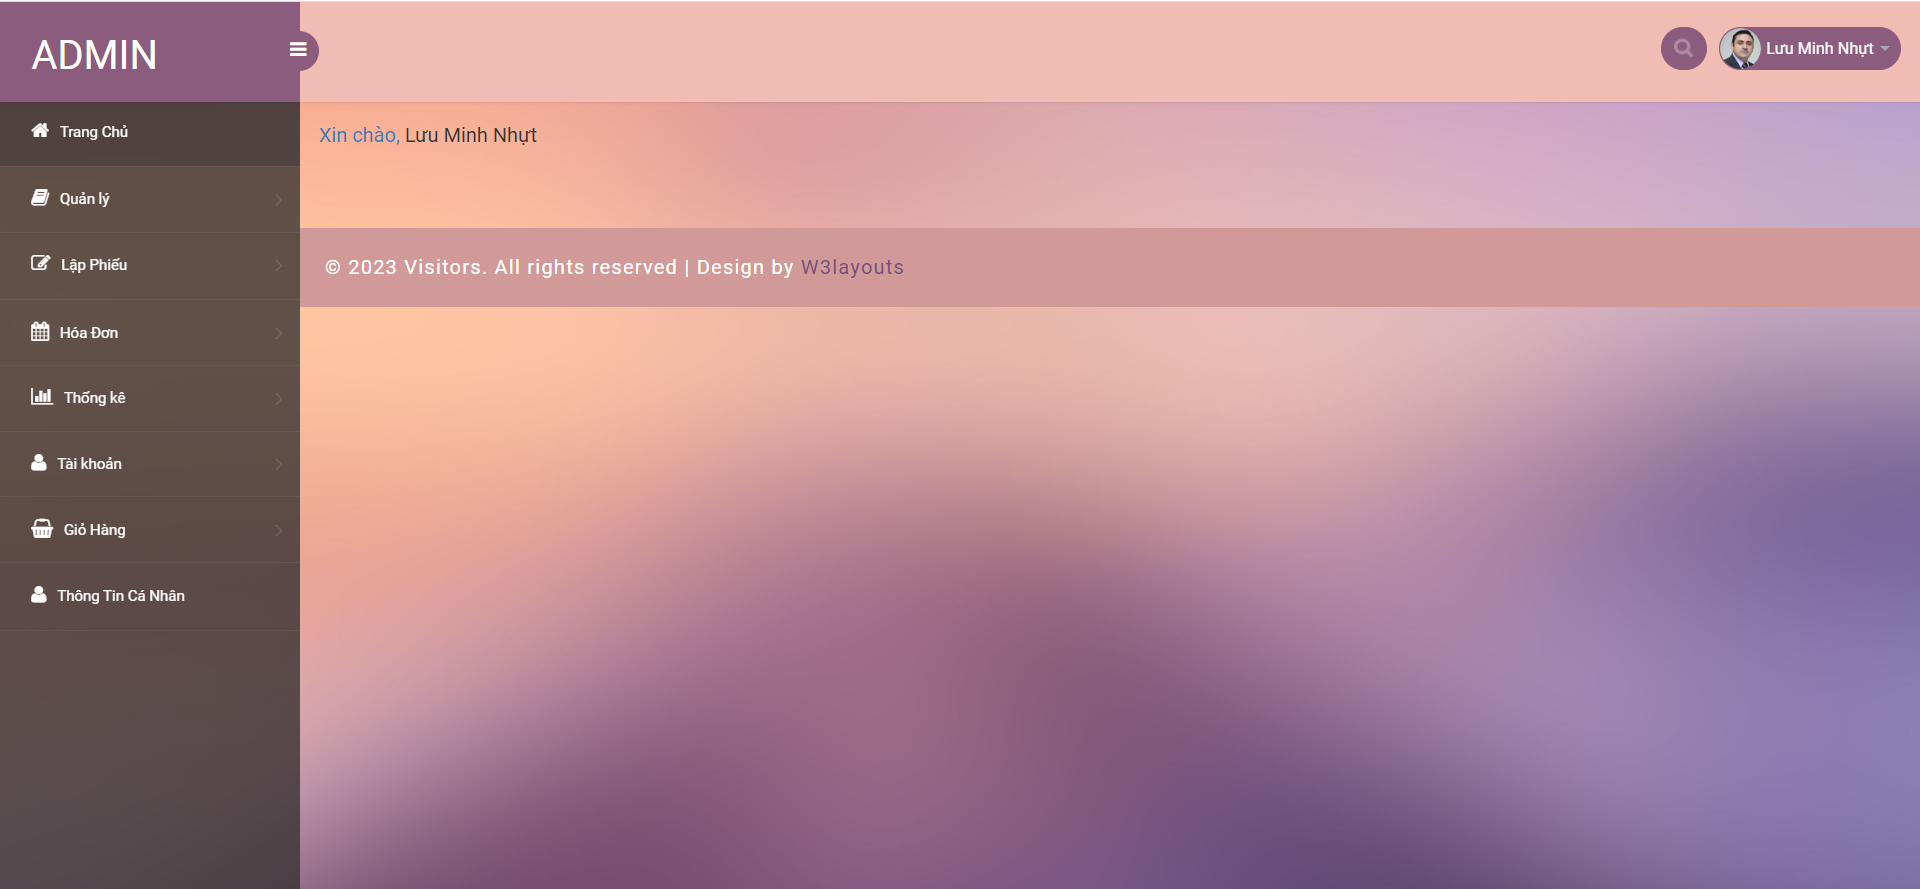 ADMIN
Lưu Minh Nhựt
Trang Chủ
Quản lý
Lập Phiếu
Hóa Đơn
Thống kê
Tài khoản
Giỏ Hàng
Thông Tin Cá Nhân
Xin chào, Lưu Minh Nhựt
© 2023 Visitors. All rights reserved | Design by W3layouts